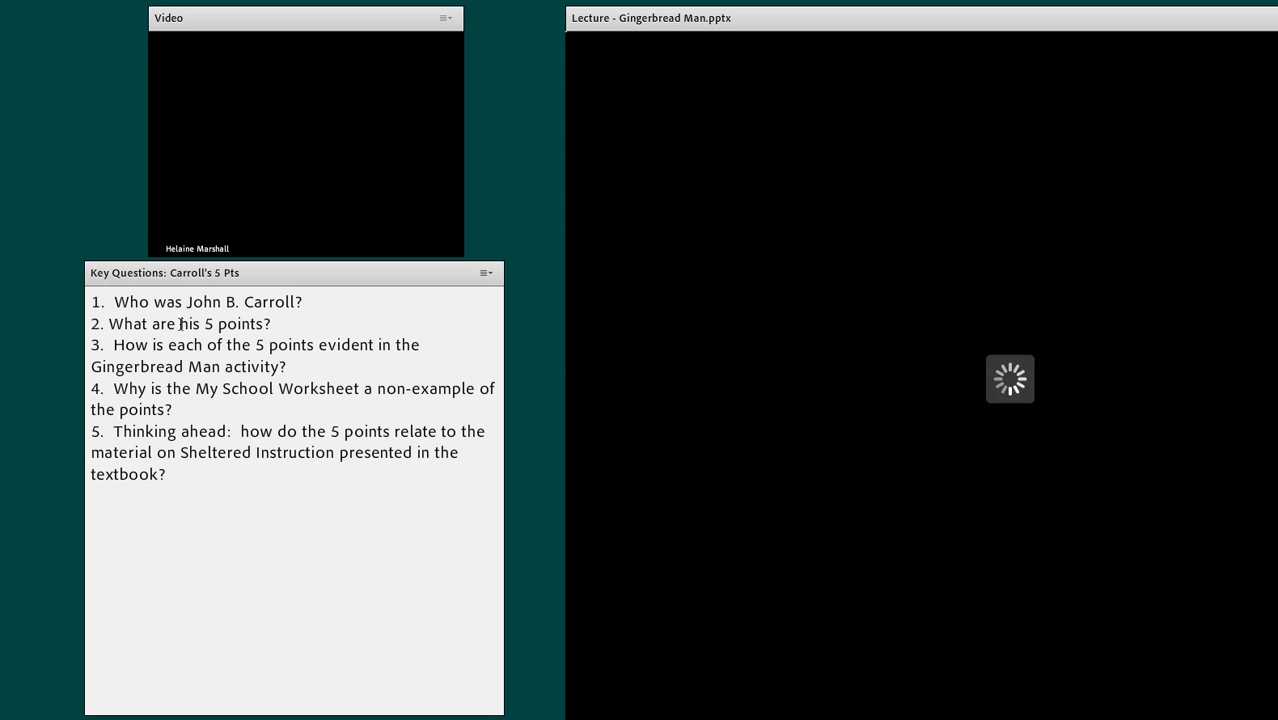 Video
Lecture - Gingerbread Man.pptx
Helaine Marshall
Key Questions: Carroll's 5 Pts
1.  Who was John B. Carroll?
2. What are his 5 points?
3.  How is each of the 5 points evident in the
Gingerbread Man activity?
4.  Why is the My School Worksheet a non-example of
the points?
5.  Thinking ahead:  how do the 5 points relate to the
material on Sheltered Instruction presented in the
textbook?